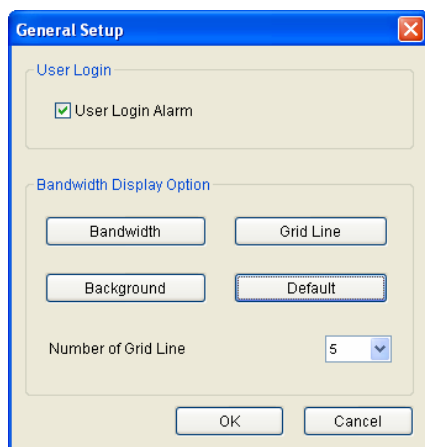 General Setup
User Login
User Login Alarm
Bandwidth Display Option
Bandwidth Grid Line
Background Default
Number of Grid Line 5
OK Cancel